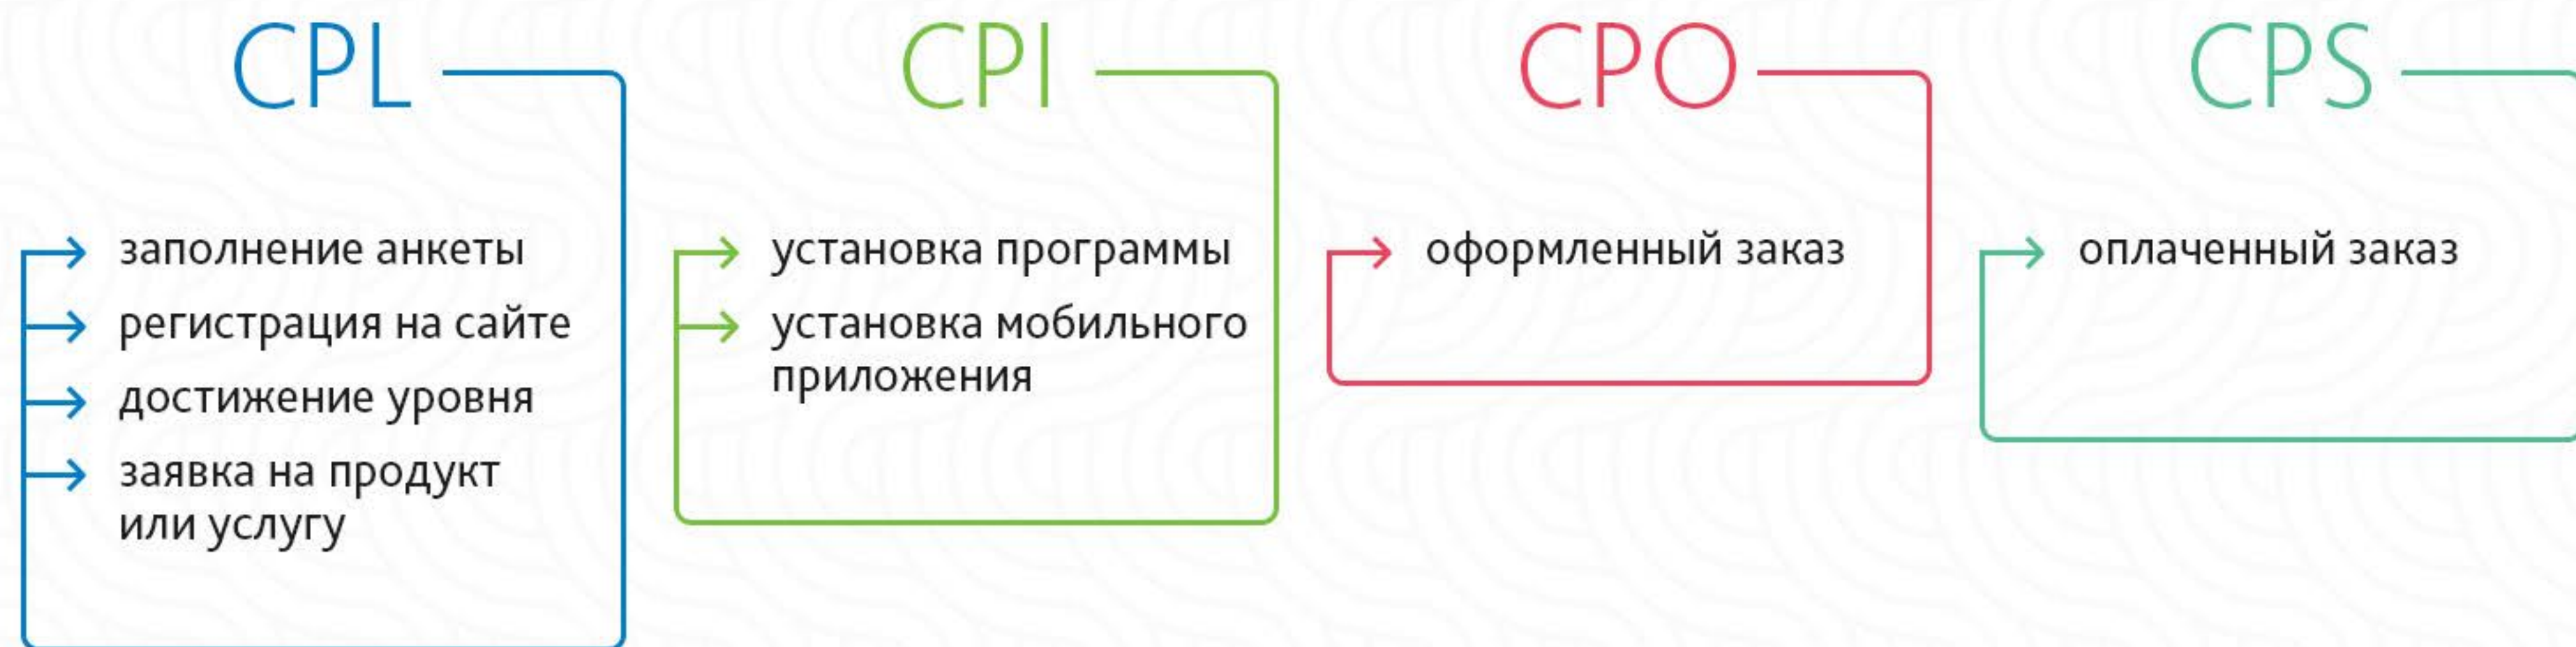 CPL
заполнение анкеты
регистрация на сайте
достижение уровня
заявка на продукт
или услугу
CPI
установка программы
установка мобильного
приложения
CPO
оформленный заказ
CPS
оплаченный заказ